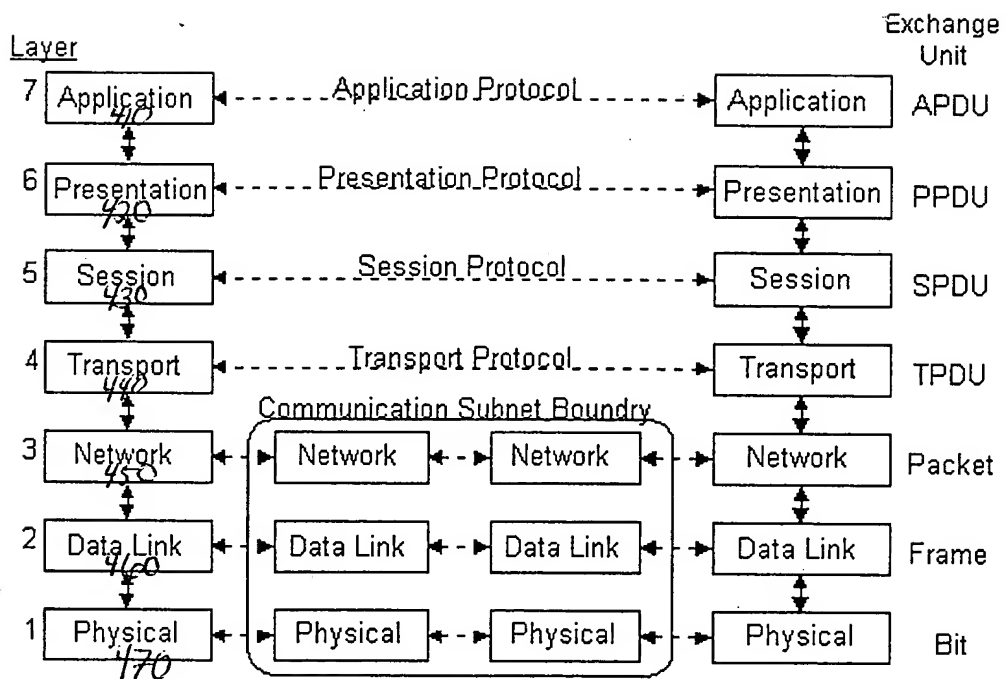 Exchange
Unit
Layer
7 Application Application Protocol Application APDU
410
6 Presentation Presentation Protocol Presentation PPDU
420
5 Session Session Protocol Session SPDU
430
4 Transport Transport Protocol Transport TPDU
440
Communication Subnet Boundry
3 Network Network Network Network Packet
450
2 Data Link Data Link Data Link Data Link Frame
460
1 Physical Physical Physical Physical Bit
470